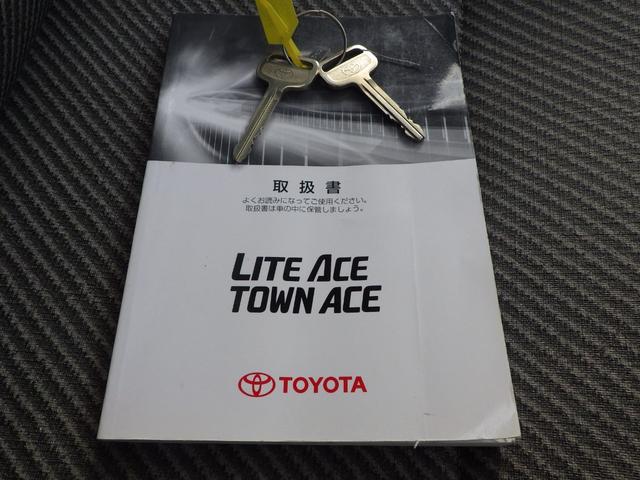 取扱書
よくお読みになってご使用ください。
取扱書は車の中に保管しましょう。
LITE ACE
TOWN ACE
TOYOTA